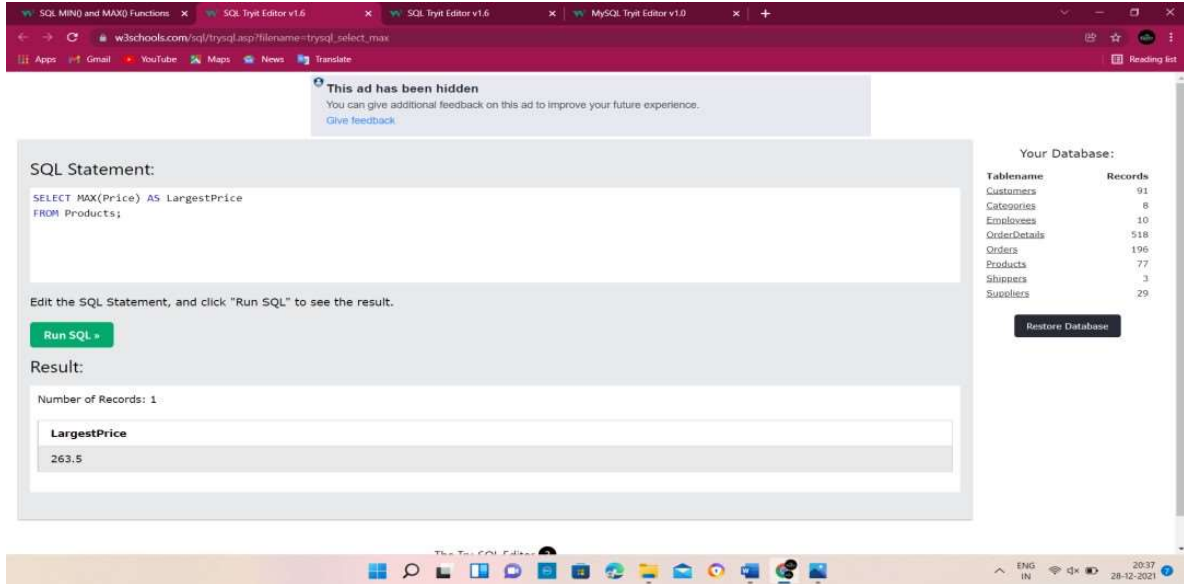 SQL MIN() and MAX() Functions
SQL Tryit Editor v1.6
SQL Tryit Editor v1.6
MySQL Tryit Editor v1.0
w3schools.com/sql/trysql.asp?filename=trysql_select_max
Apps Gmail YouTube Maps News Translate Reading list
This ad has been hidden
You can give additional feedback on this ad to improve your future experience.
Give feedback
SQL Statement:
SELECT MAX(Price) AS LargestPrice
FROM Products;
Edit the SQL Statement, and click "Run SQL" to see the result.
Run SQL »
Result:
Number of Records: 1
LargestPrice
263.5
Your Database:
Tablename Records
Customers 91
Categories 8
Employees 10
OrderDetails 518
Orders 196
Products 77
Shippers 3
Suppliers 29
Restore Database
The Try SQL Editor
ENG
IN
20:37
28-12-2021